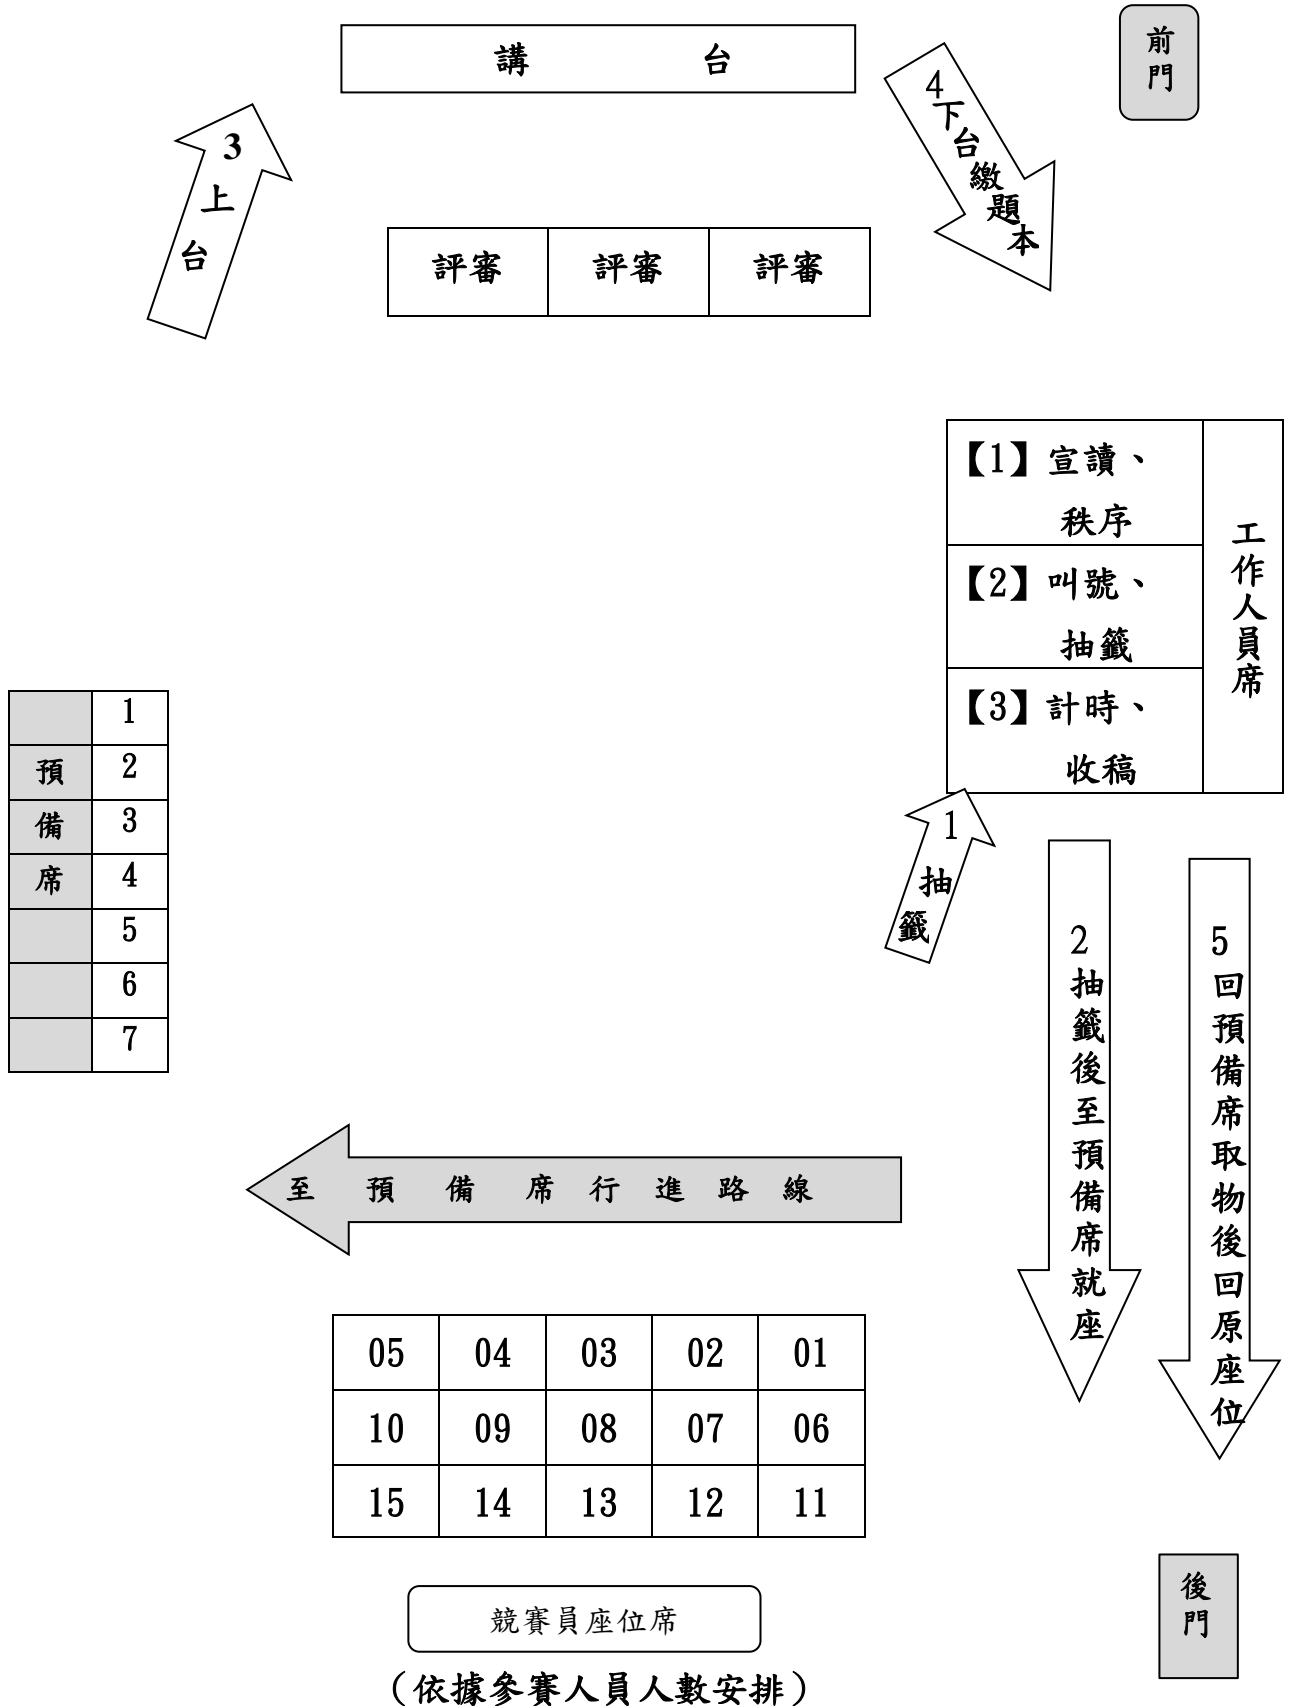 講 台
前門
3上台
4下台繳題本
評審 評審 評審
【1】宣讀、
秩序
【2】叫號、
抽籤
【3】計時、
收稿
工作人員席
1
預 2
備 3
席 4
5
6
7
1抽籤
2抽籤後至預備席就座
5回預備席取物後回原座位
至預備席行進路線
05 04 03 02 01
10 09 08 07 06
15 14 13 12 11
後門
競賽員座位席
（依據參賽人員人數安排）